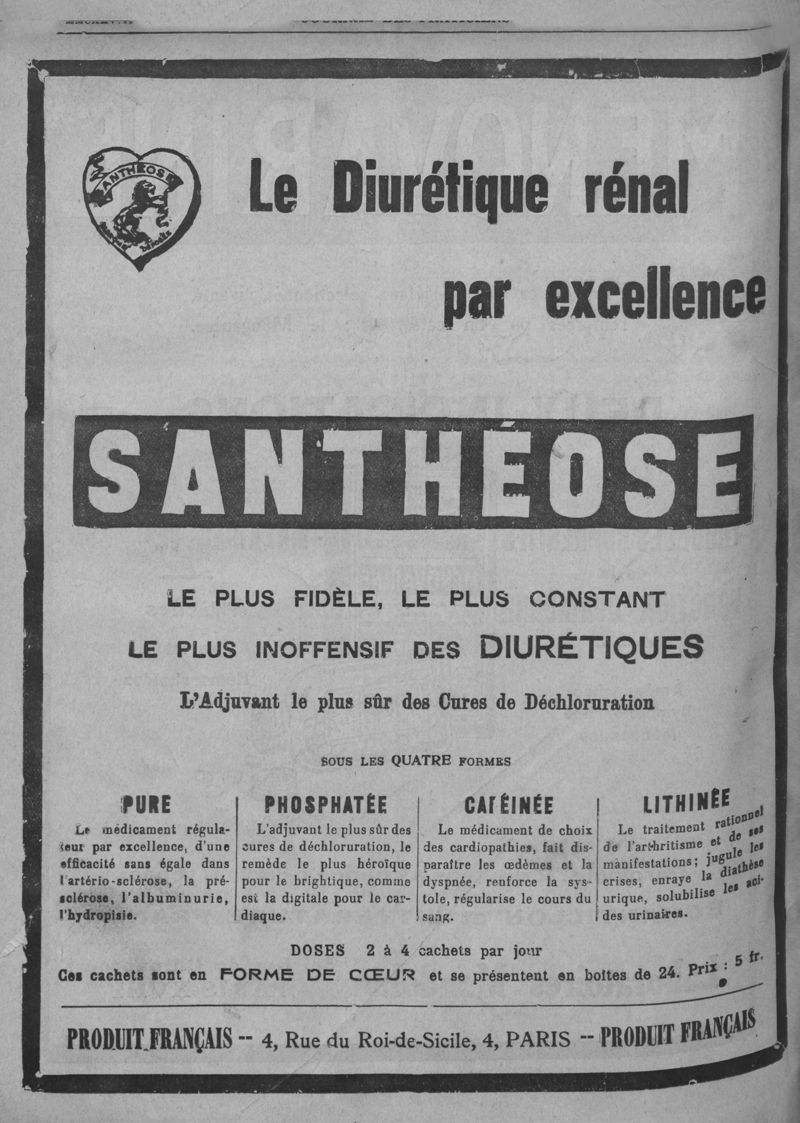 SANTHÉOSE
Le Diurétique rénal
par excellence
SANTHÉOSE
LE PLUS FIDÈLE, LE PLUS CONSTANT
LE PLUS INOFFENSIF DES DIURÉTIQUES
L'Adjuvant le plus sûr des Cures de Déchloruration
SOUS LES QUATRE FORMES
PURE
Le médicament régula-
teur par excellence, d'une
efficacité sans égale dans
l'artério-sclérose, la pré-
sclérose, l'albuminurie,
l'hydropisie.
PHOSPHATÉE
L'adjuvant le plus sûr des
cures de déchloruration, le
remède le plus héroïque
pour le brightique, comme
est la digitale pour le car-
diaque.
CAFÉINÉE
Le médicament de choix
des cardiopathies, fait dis-
paraître les œdèmes et la
dyspnée, renforce la sys-
tole, régularise le cours du
sang.
LITHINÉE
Le traitement rationnel
de l'arthritisme et de ses
manifestations; jugule les
crises, enraye la diathèse
urique, solubilise les aci-
des urinaires.
DOSES 2 à 4 cachets par jour
Ces cachets sont en FORME DE CŒUR et se présentent en boîtes de 24. Prix : 5 fr.
PRODUIT FRANÇAIS -- 4, Rue du Roi-de-Sicile, 4, PARIS -- PRODUIT FRANÇAIS